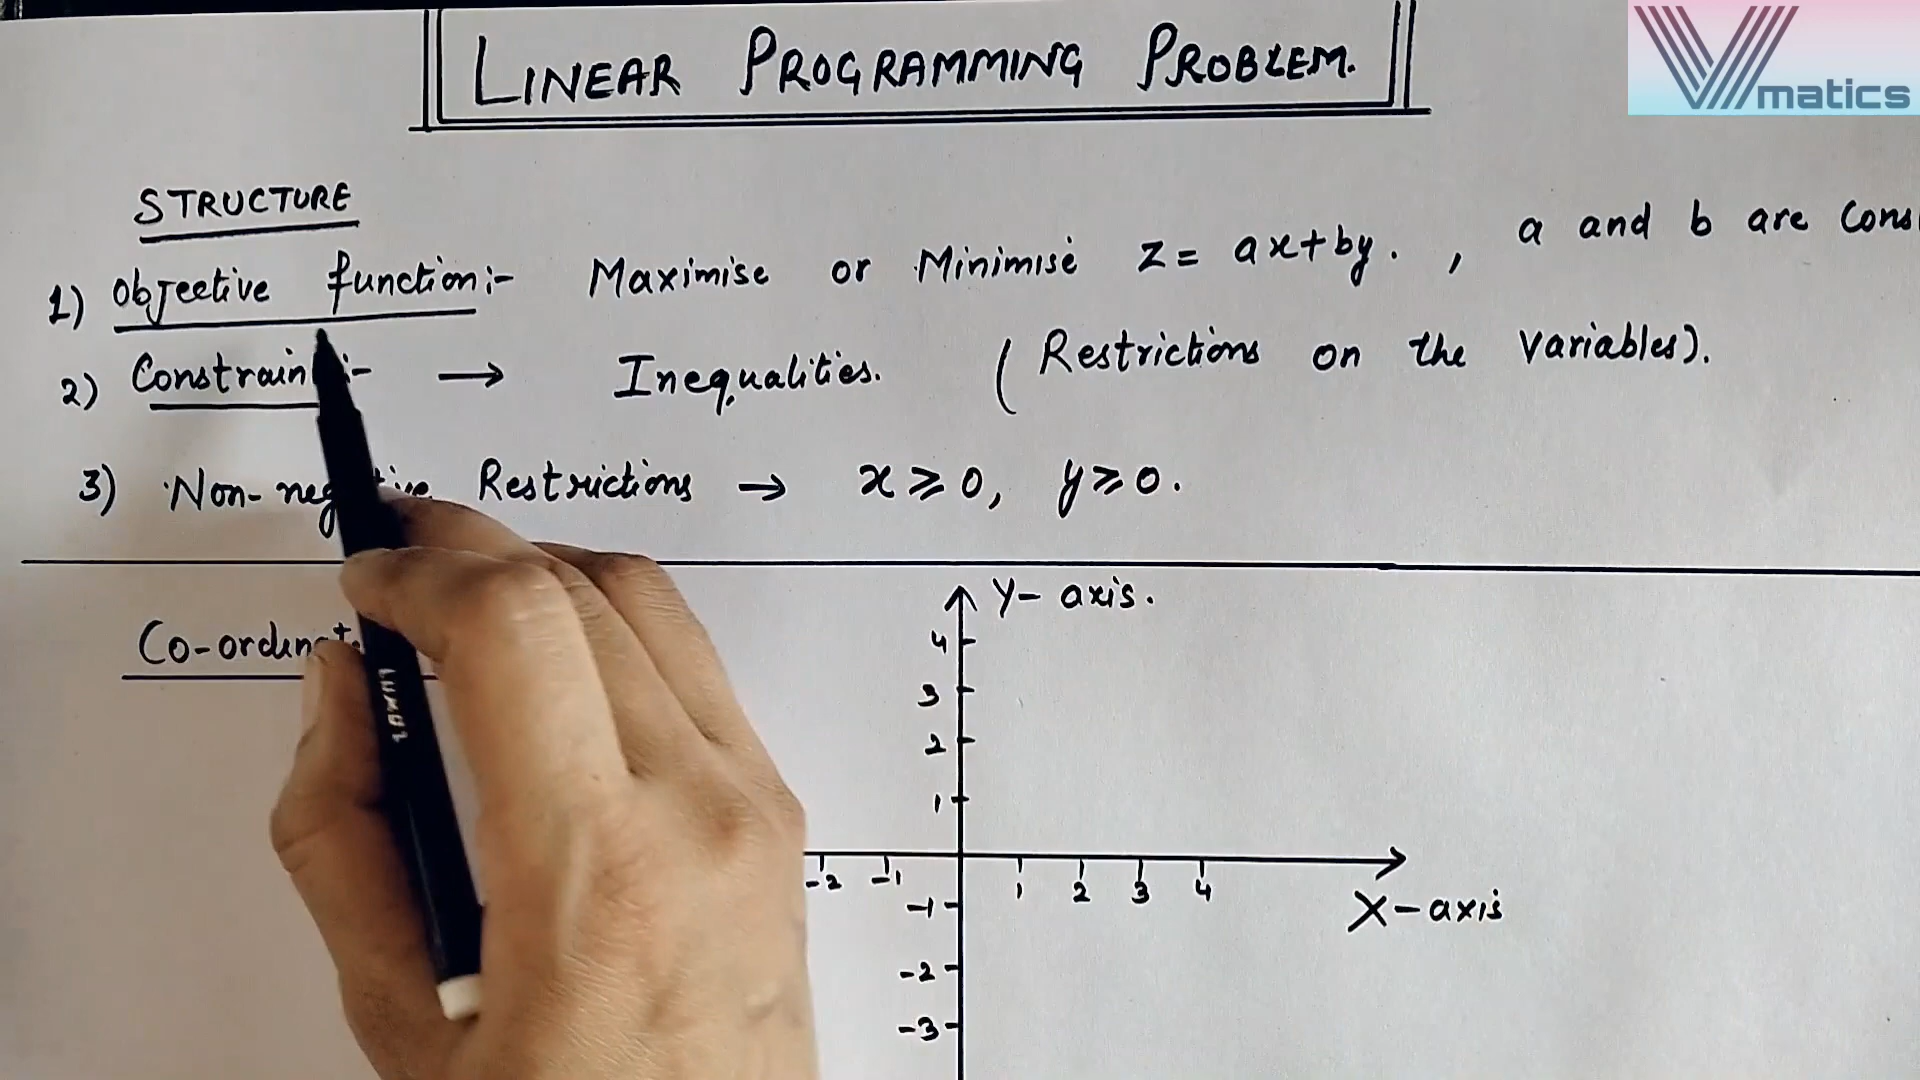 LINEAR PROGRAMMING PROBLEM.
Vmatics
STRUCTURE
1) Objective function:- Maximise or Minimise z = ax+by. , a and b are
2) :- → Inequalities. (Restrictions on the variables).
3) Restrictions → x ⩾ 0, y ⩾ 0.
Y- axis.
4
3
2
1
-2 -1 1 2 3 4
-1
X-axis
-2
-3
LUXOR